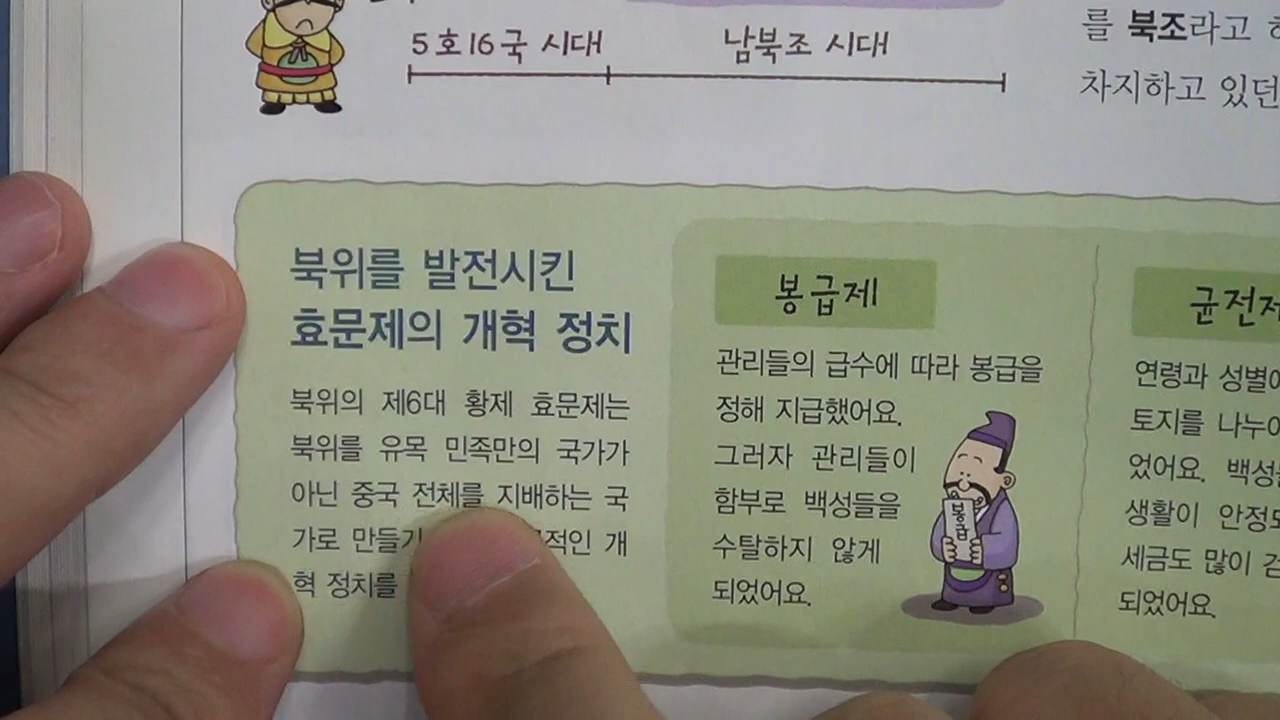 5호16국 시대
남북조 시대
를 북조라고
차지하고 있던
북위를 발전시킨
효문제의 개혁 정치
북위의 제6대 황제 효문제는
북위를 유목 민족만의 국가가
아닌 중국 전체를 지배하는 국
가로 만들기 적인 개
혁 정치를
봉급제
관리들의 급수에 따라 봉급을
정해 지급했어요.
그러자 관리들이
함부로 백성들을
수탈하지 않게
되었어요.
봉급
균전제
연령과 성별에
토지를 나누어
었어요. 백성들
생활이 안정되
세금도 많이
되었어요.